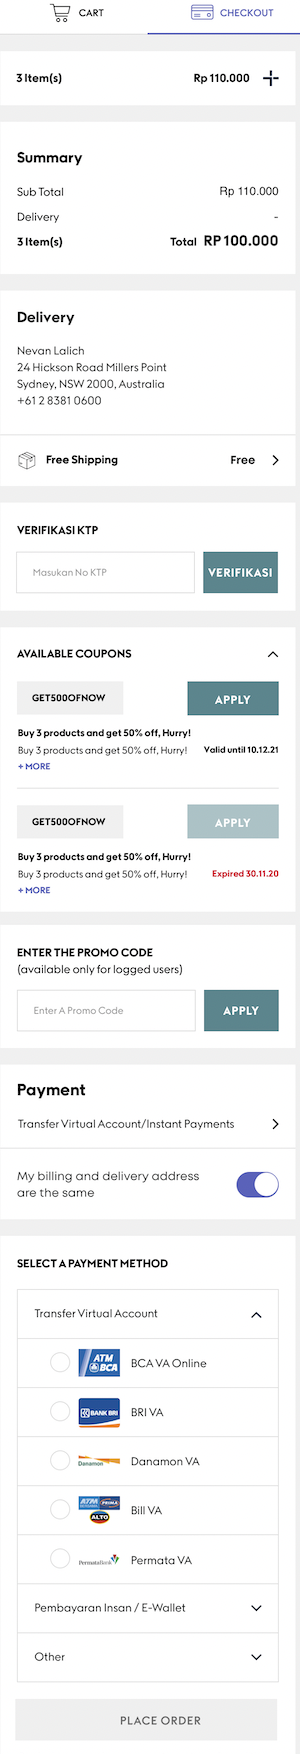 CART
CHECKOUT
3 Item(s) Rp 110.000
Summary
Sub Total Rp 110.000
Delivery -
3 Item(s) Total RP 100.000
Delivery
Nevan Lalich
24 Hickson Road Millers Point
Sydney, NSW 2000, Australia
+61 2 8381 0600
Free Shipping Free
VERIFIKASI KTP
Masukan No KTP VERIFIKASI
AVAILABLE COUPONS
GET50OOFNOW APPLY
Buy 3 products and get 50% off, Hurry!
Buy 3 products and get 50% off, Hurry! Valid until 10.12.21
+ MORE
GET50OOFNOW APPLY
Buy 3 products and get 50% off, Hurry!
Buy 3 products and get 50% off, Hurry! Expired 30.11.20
+ MORE
ENTER THE PROMO CODE
(available only for logged users)
Enter A Promo Code APPLY
Payment
Transfer Virtual Account/Instant Payments
My billing and delivery address
are the same
SELECT A PAYMENT METHOD
Transfer Virtual Account
ATM BCA BCA VA Online
BANK BRI BRI VA
Danamon Danamon VA
ATM PRIMA ALTO Bill VA
PermataBank Permata VA
Pembayaran Insan / E-Wallet
Other
PLACE ORDER